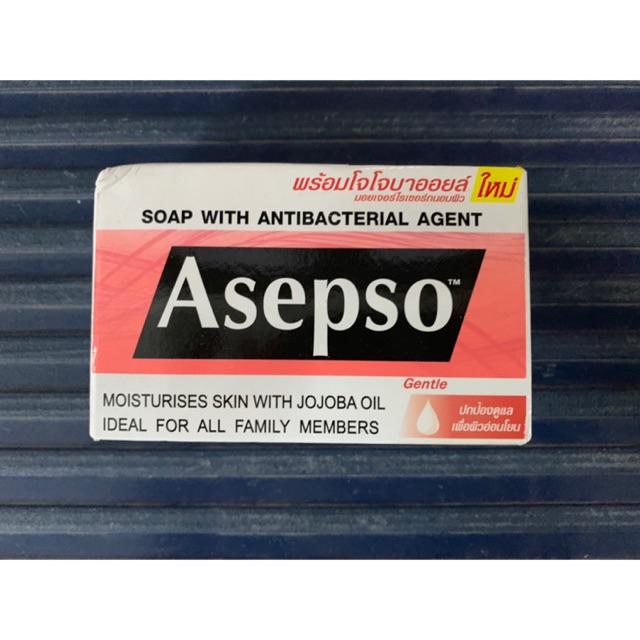 พร้อมโจโจบาออยล์ ใหม่
มอยเจอร์ไรเซอร์ถนอมผิว
SOAP WITH ANTIBACTERIAL AGENT
Asepso™
Gentle
MOISTURISES SKIN WITH JOJOBA OIL
IDEAL FOR ALL FAMILY MEMBERS
ปกป้องดูแล
เพื่อผิวอ่อนโยน